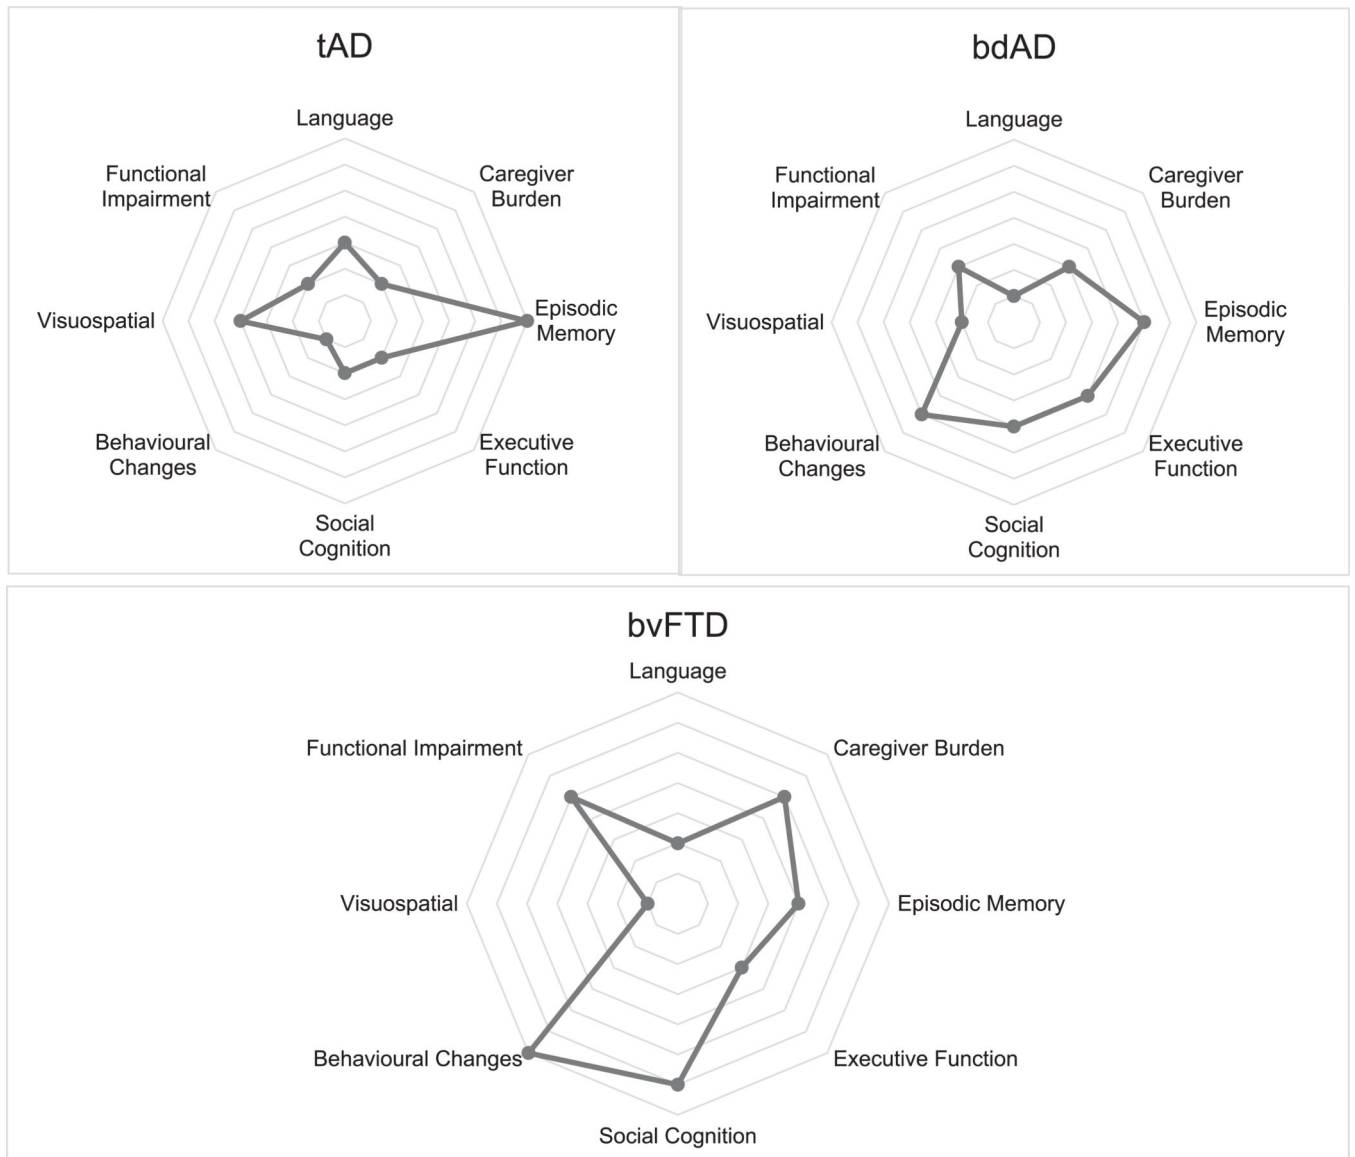 tAD
Language
Functional
Impairment
Caregiver
Burden
Visuospatial
Episodic
Memory
Behavioural
Changes
Executive
Function
Social
Cognition
bdAD
Language
Functional
Impairment
Caregiver
Burden
Visuospatial
Episodic
Memory
Behavioural
Changes
Executive
Function
Social
Cognition
bvFTD
Language
Functional Impairment
Caregiver Burden
Visuospatial
Episodic Memory
Behavioural Changes
Executive Function
Social Cognition